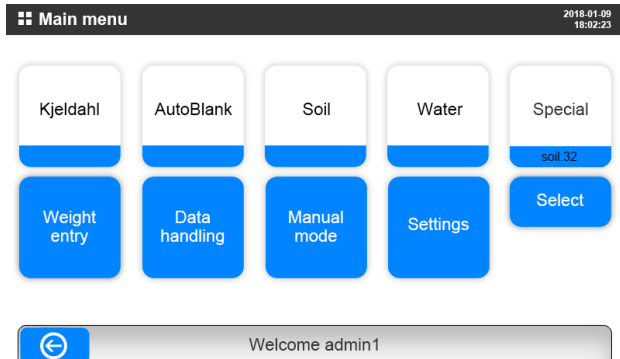 Main menu
2018-01-09
18:02:23
Kjeldahl
AutoBlank
Soil
Water
Special
soil.32
Weight
entry
Data
handling
Manual
mode
Settings
Select
Welcome admin1